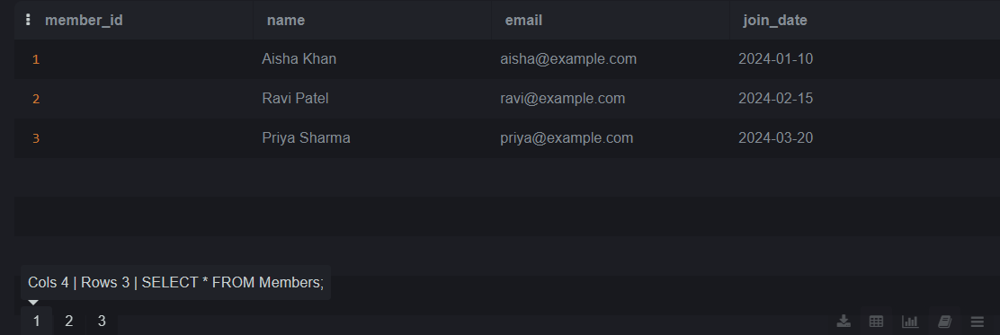 member_id name email join_date
1 Aisha Khan aisha@example.com 2024-01-10
2 Ravi Patel ravi@example.com 2024-02-15
3 Priya Sharma priya@example.com 2024-03-20
Cols 4 | Rows 3 | SELECT * FROM Members;
1 2 3